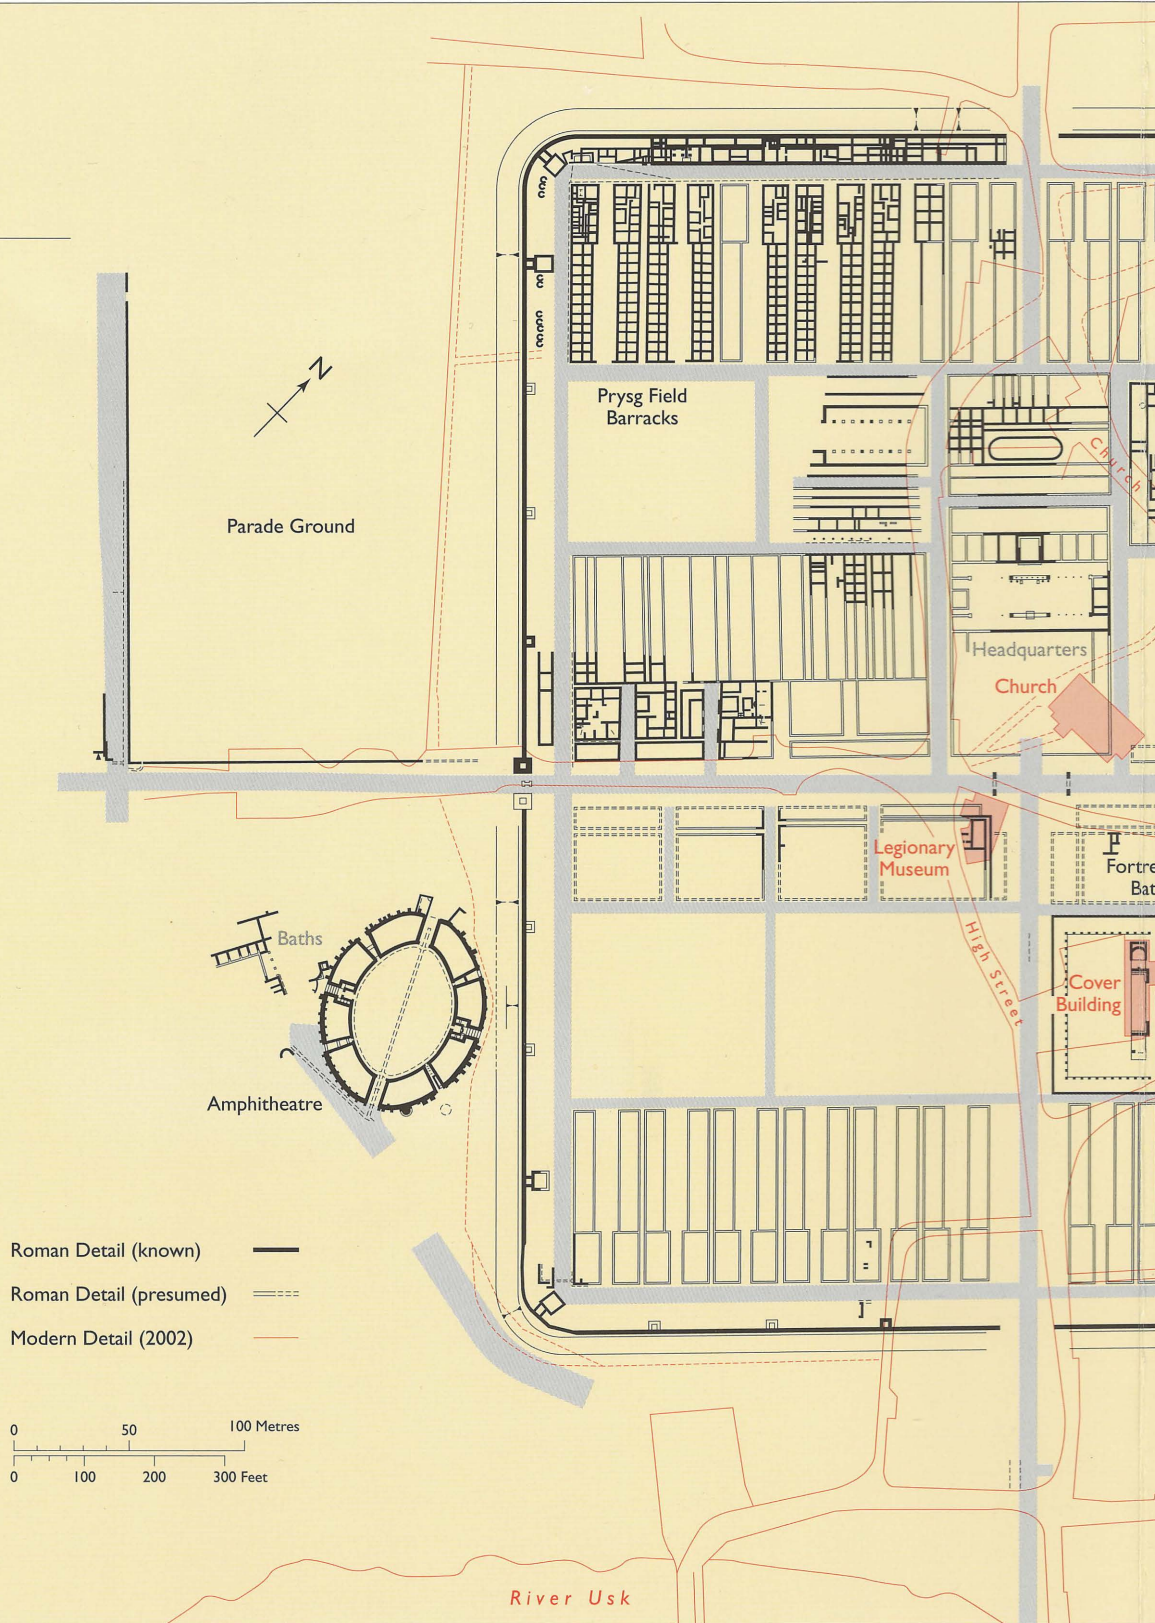 N
Prysg Field
Barracks
Church
Parade Ground
Headquarters
Church
Legionary
Museum
Fortre
Bat
Baths
High Street
Cover
Building
Amphitheatre
Roman Detail (known)
Roman Detail (presumed)
Modern Detail (2002)
0 50 100 Metres
0 100 200 300 Feet
River Usk